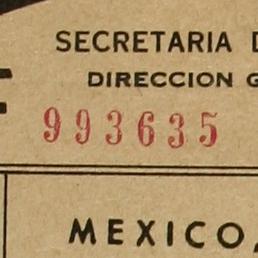 SECRETARIA
DIRECCION G
993635
MEXICO,